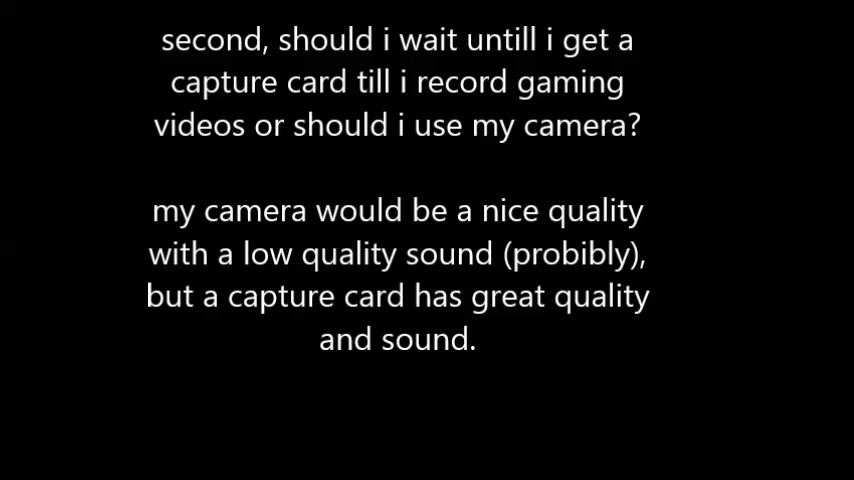 second, should i wait untill i get a
capture card till i record gaming
videos or should i use my camera?
my camera would be a nice quality
with a low quality sound (probibly),
but a capture card has great quality
and sound.